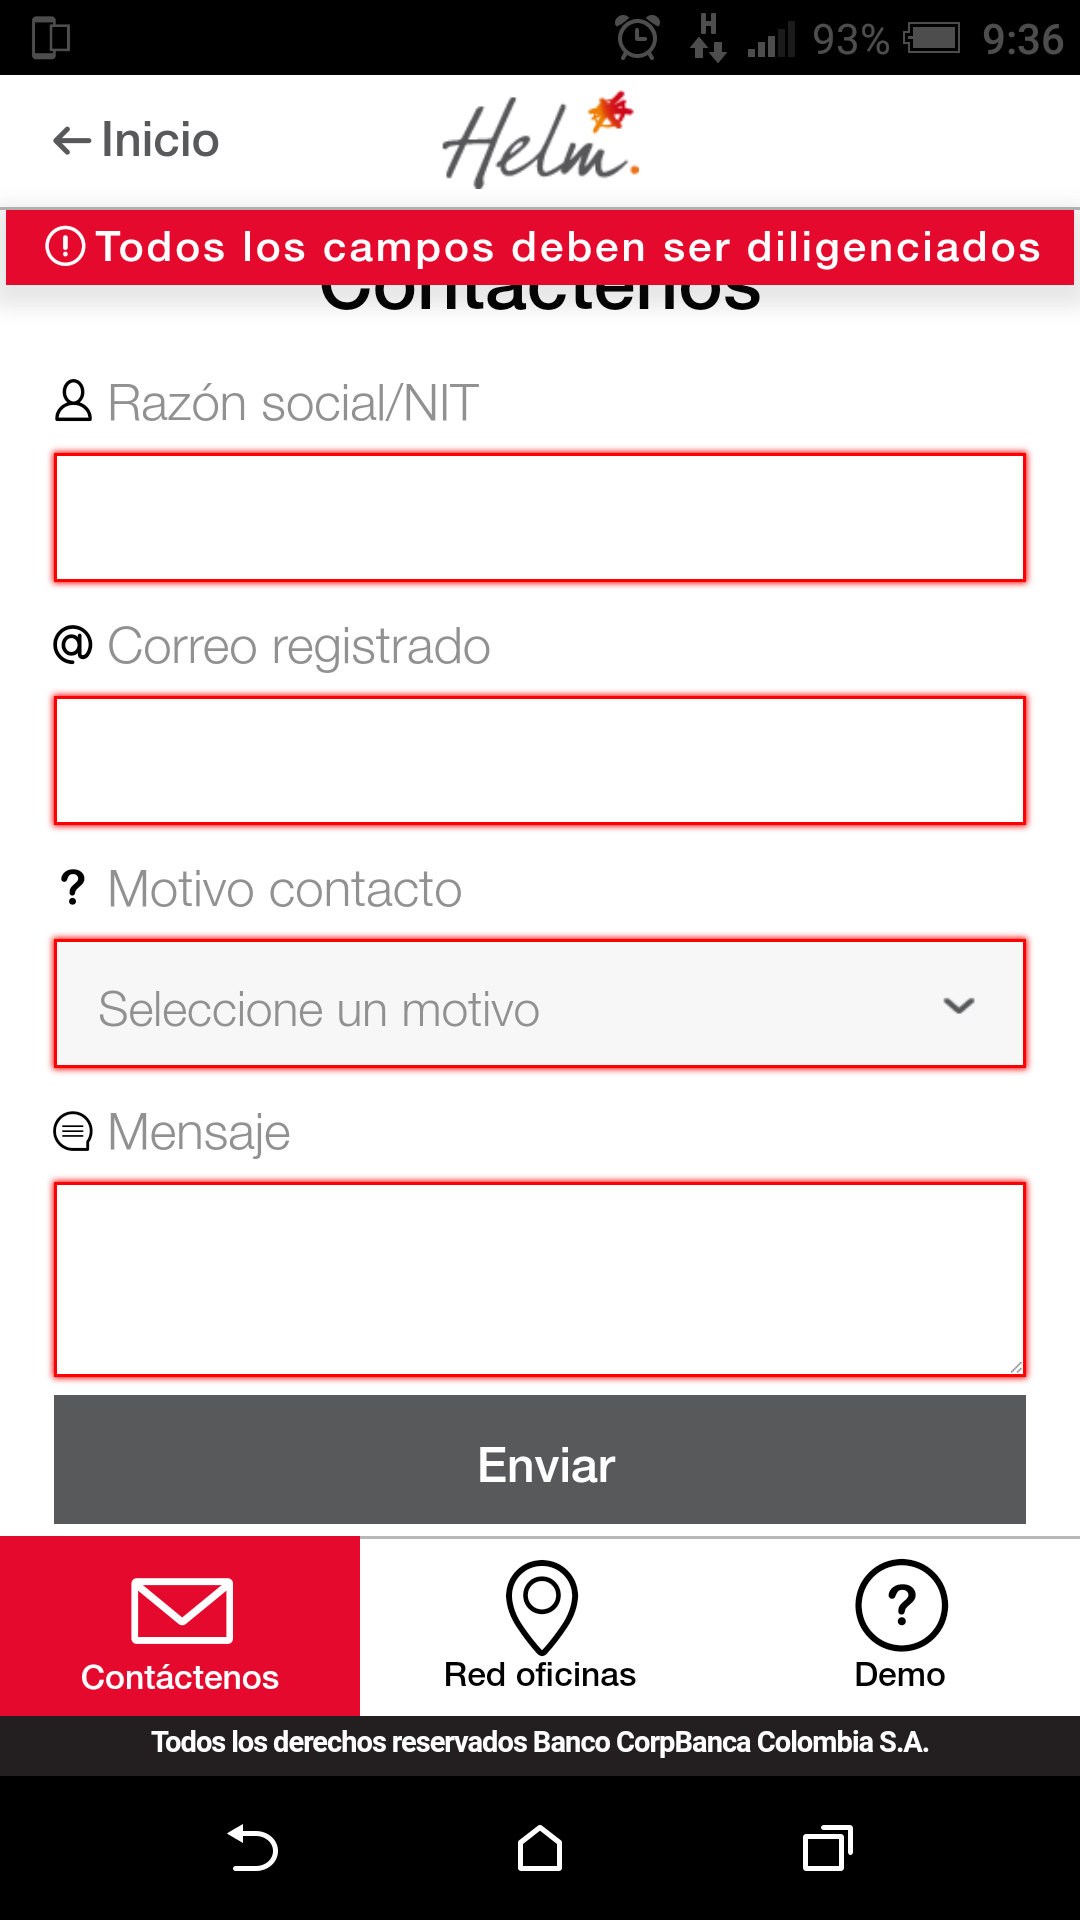 H 93% 9:36
Inicio Helm.
Todos los campos deben ser diligenciados
Contáctenos
Razón social/NIT
Correo registrado
Motivo contacto
Seleccione un motivo
Mensaje
Enviar
Contáctenos Red oficinas Demo
Todos los derechos reservados Banco CorpBanca Colombia S.A.